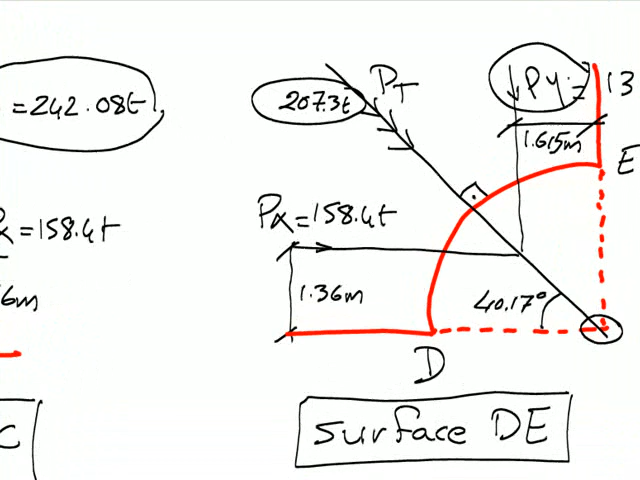 =242.08t
Px=158.4t
6m
C
207.3t
PT
Py=13
1.615m
E
Px=158.4t
1.36m
40.17°
D
surface DE